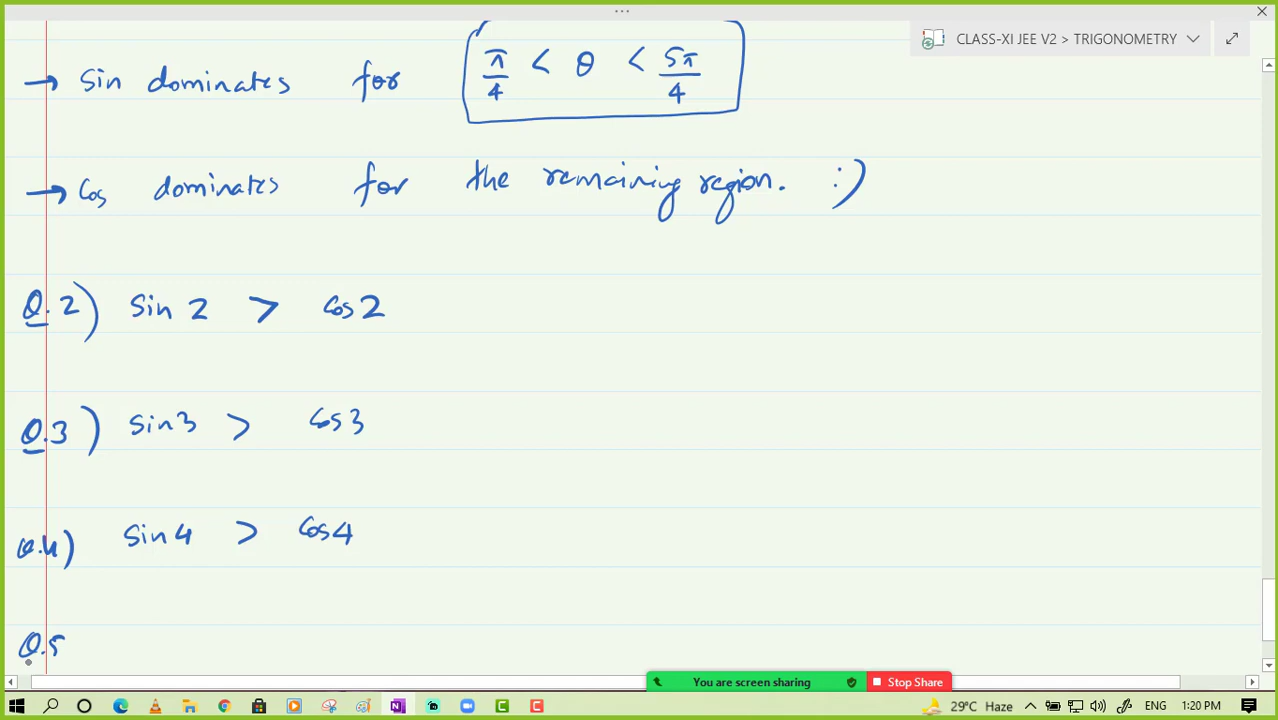 CLASS-XI JEE V2 > TRIGONOMETRY
→ Sin dominates for π/4 < θ < 5π/4
→ Cos dominates for the remaining region. :)
Q.2) Sin 2 > Cos 2
Q.3) Sin 3 > Cos 3
Q.4) Sin 4 > Cos 4
Q.5
You are screen sharing Stop Share
29°C Haze ENG 1:20 PM